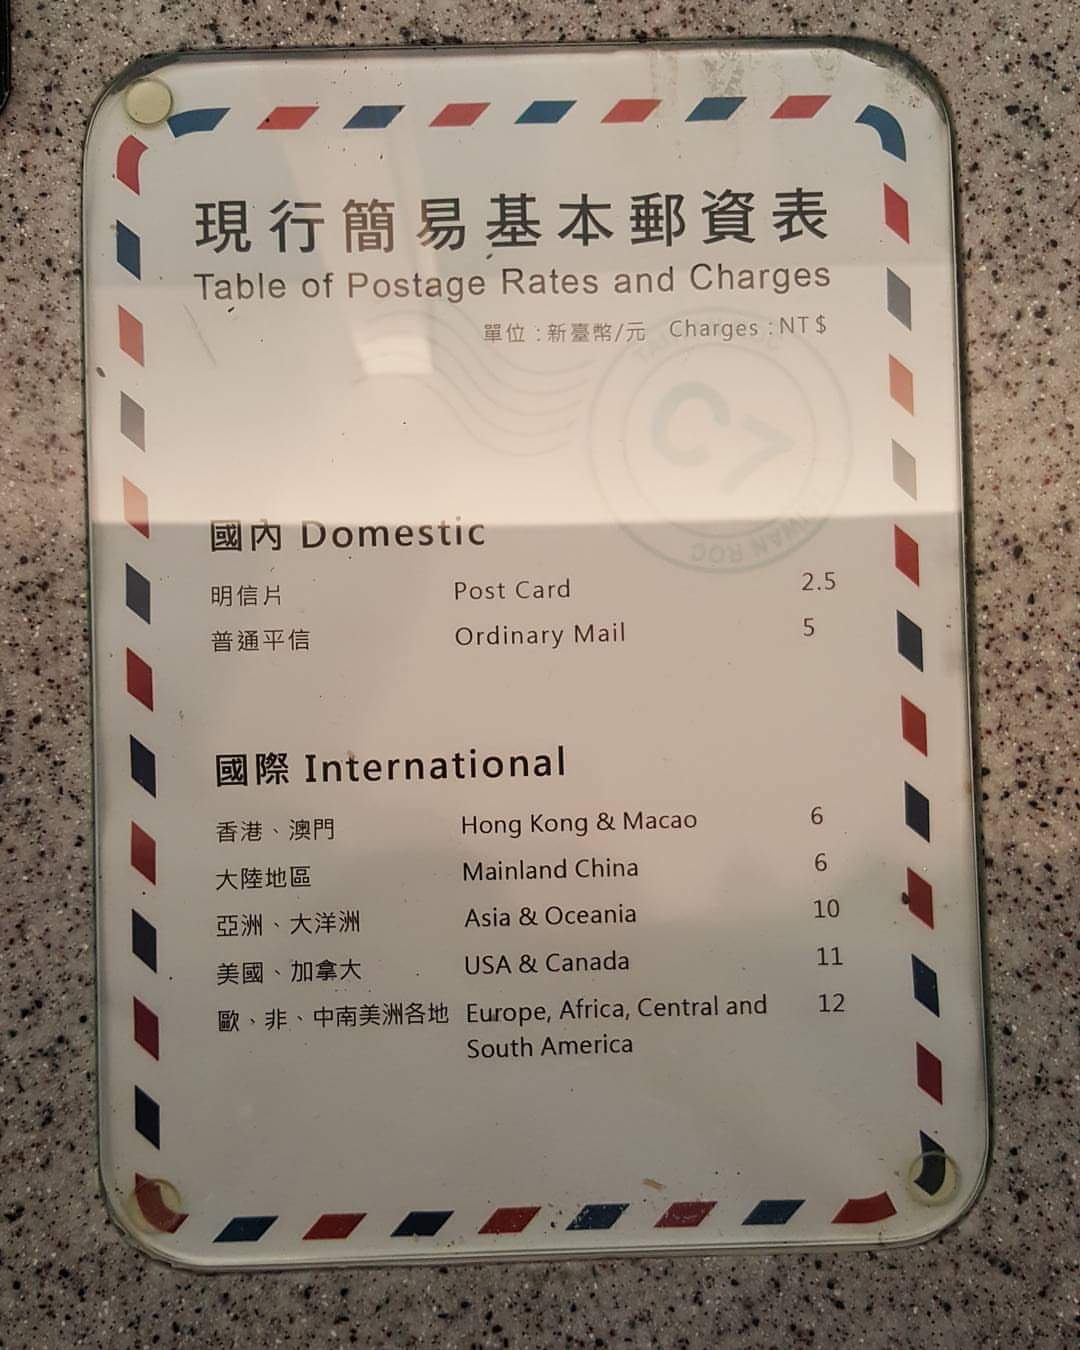 現行簡易基本郵資表
Table of Postage Rates and Charges
單位：新臺幣/元 Charges：NT$
C7
TAIWAN ROC
國內 Domestic
明信片 Post Card 2.5
普通平信 Ordinary Mail 5
國際 International
香港、澳門 Hong Kong & Macao 6
大陸地區 Mainland China 6
亞洲、大洋洲 Asia & Oceania 10
美國、加拿大 USA & Canada 11
歐、非、中南美洲各地 Europe, Africa, Central and 12
South America